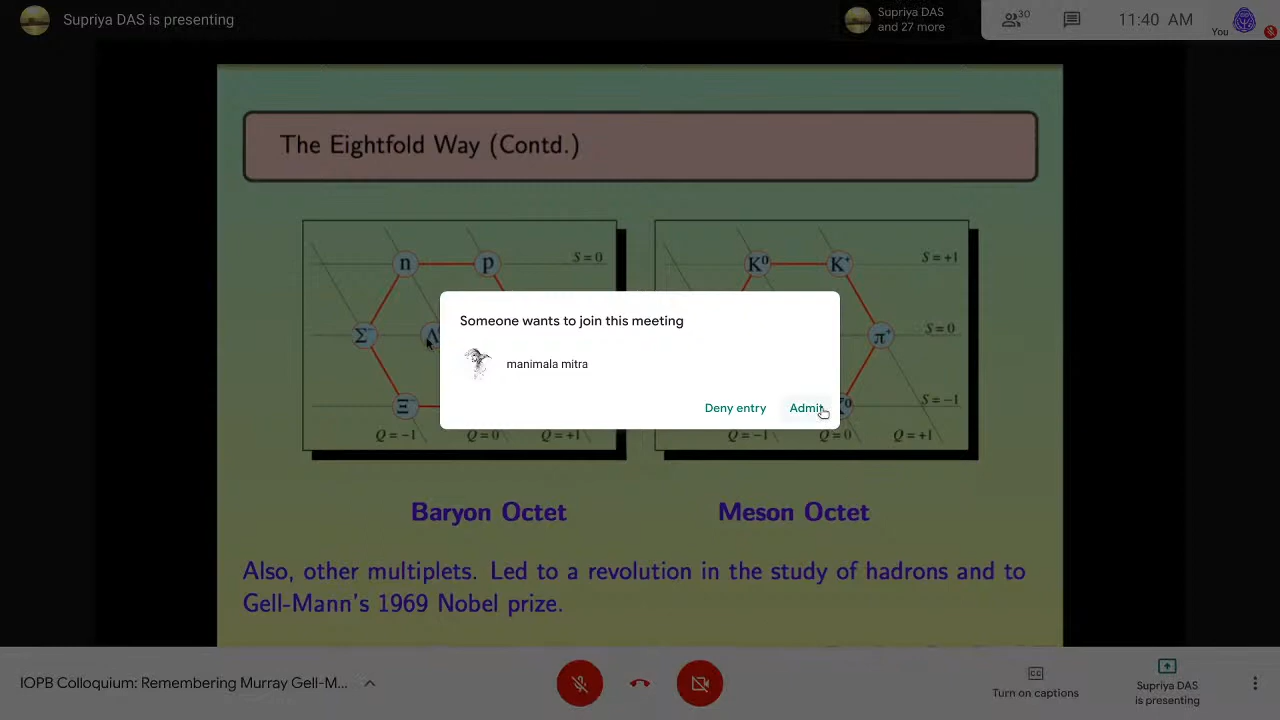 Supriya DAS is presenting
Supriya DAS
and 27 more
30
11:40 AM
You
The Eightfold Way (Contd.)
n p S = 0
K⁰ K⁺ S = +1
Someone wants to join this meeting
Σ⁻ Λ
π⁺ S = 0
manimala mitra
Deny entry Admit
Ξ⁻
S = −1
Q = −1 Q = 0 Q = +1
Q = −1 Q = 0 Q = +1
Baryon Octet Meson Octet
Also, other multiplets. Led to a revolution in the study of hadrons and to
Gell-Mann's 1969 Nobel prize.
IOPB Colloquium: Remembering Murray Gell-M...
CC
Turn on captions
Supriya DAS
is presenting